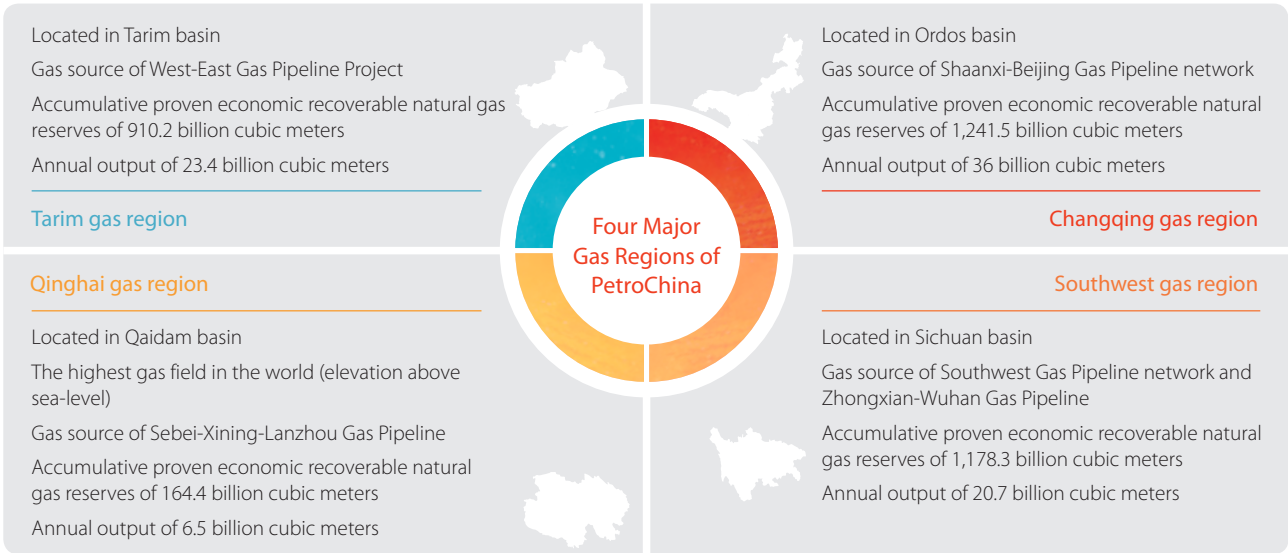 Located in Tarim basin
Gas source of West-East Gas Pipeline Project
Accumulative proven economic recoverable natural gas
reserves of 910.2 billion cubic meters
Annual output of 23.4 billion cubic meters
Tarim gas region
Located in Ordos basin
Gas source of Shaanxi-Beijing Gas Pipeline network
Accumulative proven economic recoverable natural
gas reserves of 1,241.5 billion cubic meters
Annual output of 36 billion cubic meters
Changqing gas region
Four Major
Gas Regions of
PetroChina
Qinghai gas region
Located in Qaidam basin
The highest gas field in the world (elevation above
sea-level)
Gas source of Sebei-Xining-Lanzhou Gas Pipeline
Accumulative proven economic recoverable natural
gas reserves of 164.4 billion cubic meters
Annual output of 6.5 billion cubic meters
Southwest gas region
Located in Sichuan basin
Gas source of Southwest Gas Pipeline network and
Zhongxian-Wuhan Gas Pipeline
Accumulative proven economic recoverable natural
gas reserves of 1,178.3 billion cubic meters
Annual output of 20.7 billion cubic meters